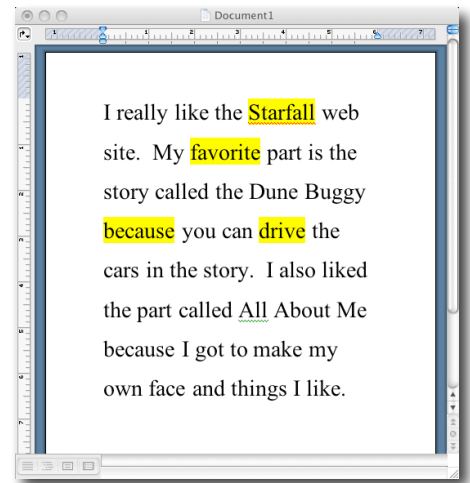 Document1
I really like the Starfall web
site.  My favorite part is the
story called the Dune Buggy
because you can drive the
cars in the story.  I also liked
the part called All About Me
because I got to make my
own face and things I like.